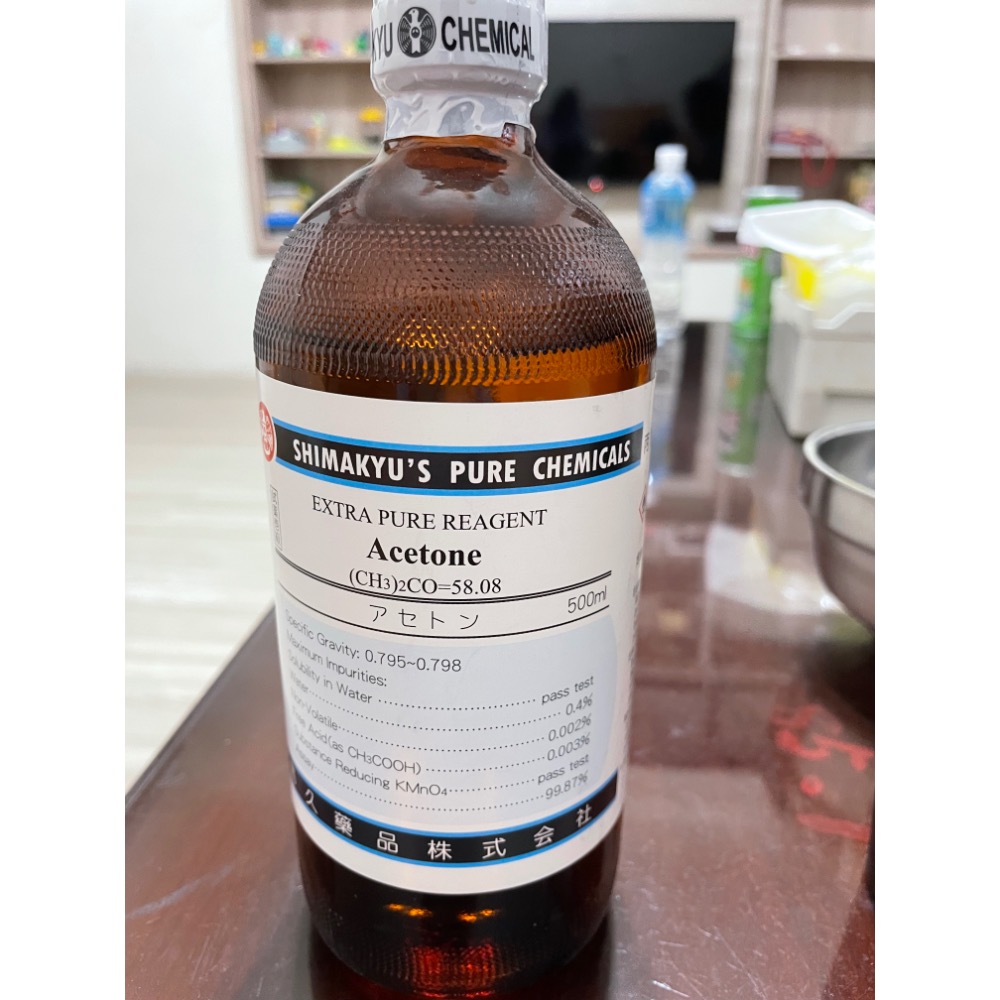 KYU CHEMICAL
SHIMAKYU'S PURE CHEMICALS
EXTRA PURE REAGENT
Acetone
(CH3)2CO=58.08
アセトン 500ml
Specific Gravity: 0.795~0.798
Maximum Impurities:
Solubility in Water pass test
Water 0.4%
Non-Volatile 0.002%
Free Acid(as CH3COOH) 0.003%
Substance Reducing KMnO4 pass test
Assay 99.87%
久藥品株式会社